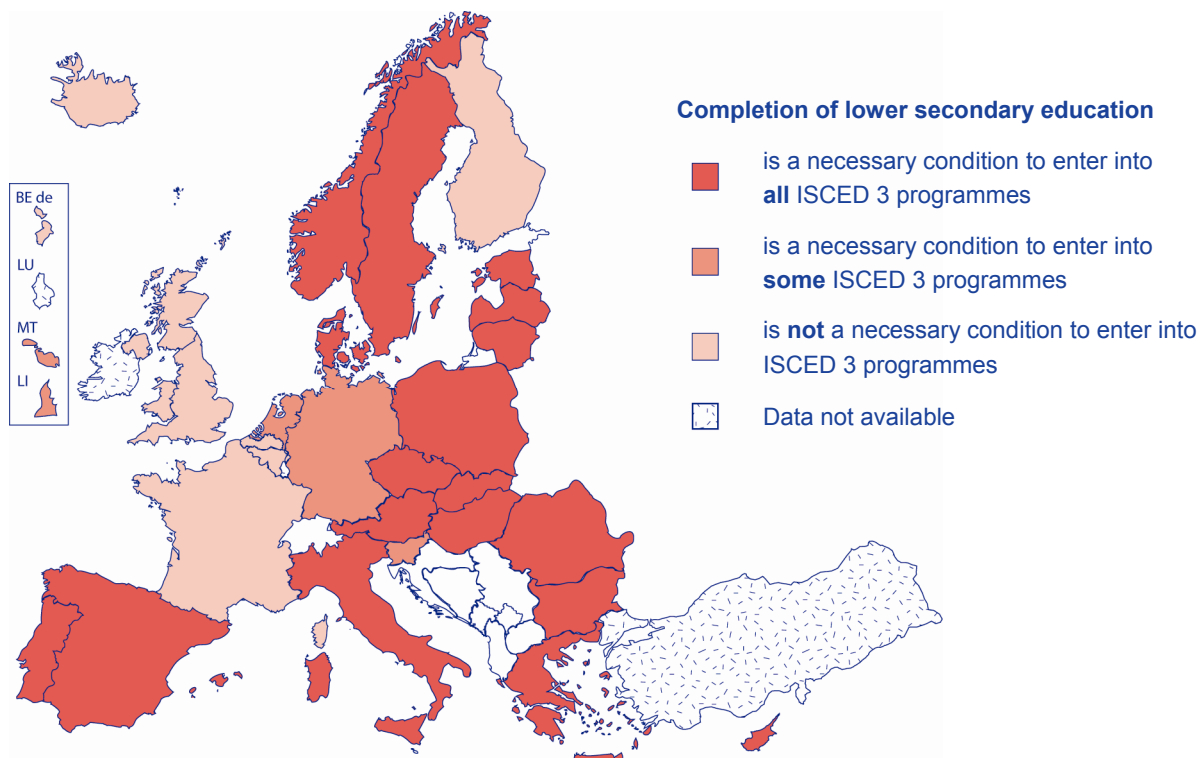 Completion of lower secondary education
is a necessary condition to enter into
all ISCED 3 programmes
is a necessary condition to enter into
some ISCED 3 programmes
is not a necessary condition to enter into
ISCED 3 programmes
Data not available
BE de
LU
MT
LI